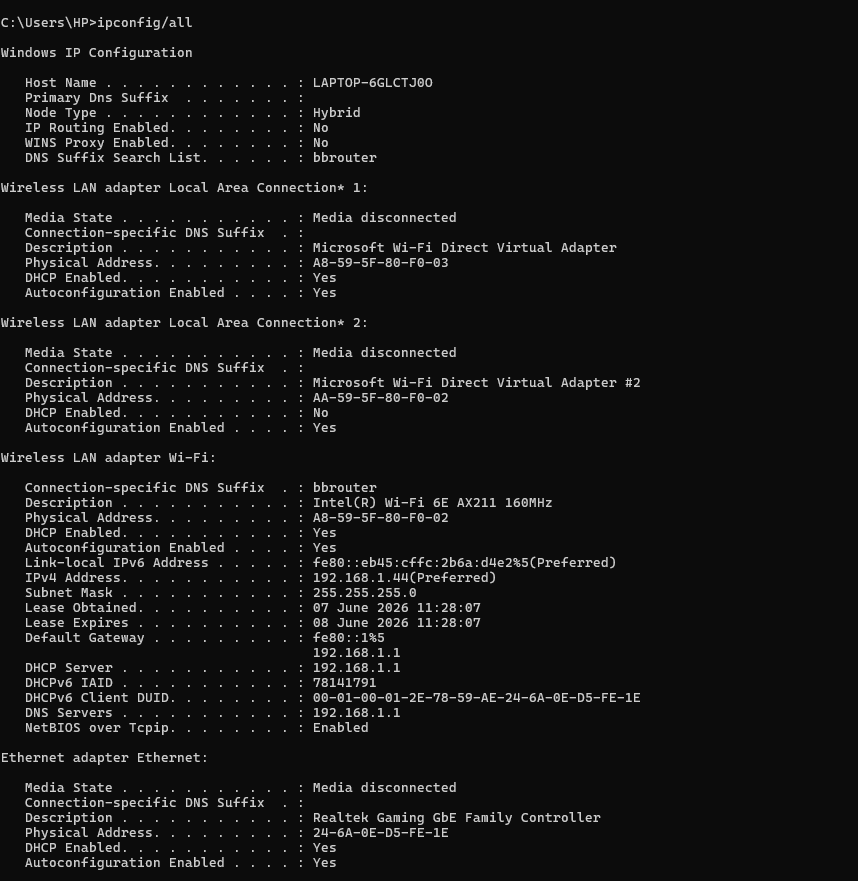 C:\Users\HP>ipconfig/all
Windows IP Configuration
   Host Name . . . . . . . . . . . . : LAPTOP-6GLCTJ0O
   Primary Dns Suffix  . . . . . . . :
   Node Type . . . . . . . . . . . . : Hybrid
   IP Routing Enabled. . . . . . . . : No
   WINS Proxy Enabled. . . . . . . . : No
   DNS Suffix Search List. . . . . . : bbrouter
Wireless LAN adapter Local Area Connection* 1:
   Media State . . . . . . . . . . . : Media disconnected
   Connection-specific DNS Suffix  . :
   Description . . . . . . . . . . . : Microsoft Wi-Fi Direct Virtual Adapter
   Physical Address. . . . . . . . . : A8-59-5F-80-F0-03
   DHCP Enabled. . . . . . . . . . . : Yes
   Autoconfiguration Enabled . . . . : Yes
Wireless LAN adapter Local Area Connection* 2:
   Media State . . . . . . . . . . . : Media disconnected
   Connection-specific DNS Suffix  . :
   Description . . . . . . . . . . . : Microsoft Wi-Fi Direct Virtual Adapter #2
   Physical Address. . . . . . . . . : AA-59-5F-80-F0-02
   DHCP Enabled. . . . . . . . . . . : No
   Autoconfiguration Enabled . . . . : Yes
Wireless LAN adapter Wi-Fi:
   Connection-specific DNS Suffix  . : bbrouter
   Description . . . . . . . . . . . : Intel(R) Wi-Fi 6E AX211 160MHz
   Physical Address. . . . . . . . . : A8-59-5F-80-F0-02
   DHCP Enabled. . . . . . . . . . . : Yes
   Autoconfiguration Enabled . . . . : Yes
   Link-local IPv6 Address . . . . . : fe80::eb45:cffc:2b6a:d4e2%5(Preferred)
   IPv4 Address. . . . . . . . . . . : 192.168.1.44(Preferred)
   Subnet Mask . . . . . . . . . . . : 255.255.255.0
   Lease Obtained. . . . . . . . . . : 07 June 2026 11:28:07
   Lease Expires . . . . . . . . . . : 08 June 2026 11:28:07
   Default Gateway . . . . . . . . . : fe80::1%5
                                       192.168.1.1
   DHCP Server . . . . . . . . . . . : 192.168.1.1
   DHCPv6 IAID . . . . . . . . . . . : 78141791
   DHCPv6 Client DUID. . . . . . . . : 00-01-00-01-2E-78-59-AE-24-6A-0E-D5-FE-1E
   DNS Servers . . . . . . . . . . . : 192.168.1.1
   NetBIOS over Tcpip. . . . . . . . : Enabled
Ethernet adapter Ethernet:
   Media State . . . . . . . . . . . : Media disconnected
   Connection-specific DNS Suffix  . :
   Description . . . . . . . . . . . : Realtek Gaming GbE Family Controller
   Physical Address. . . . . . . . . : 24-6A-0E-D5-FE-1E
   DHCP Enabled. . . . . . . . . . . : Yes
   Autoconfiguration Enabled . . . . : Yes